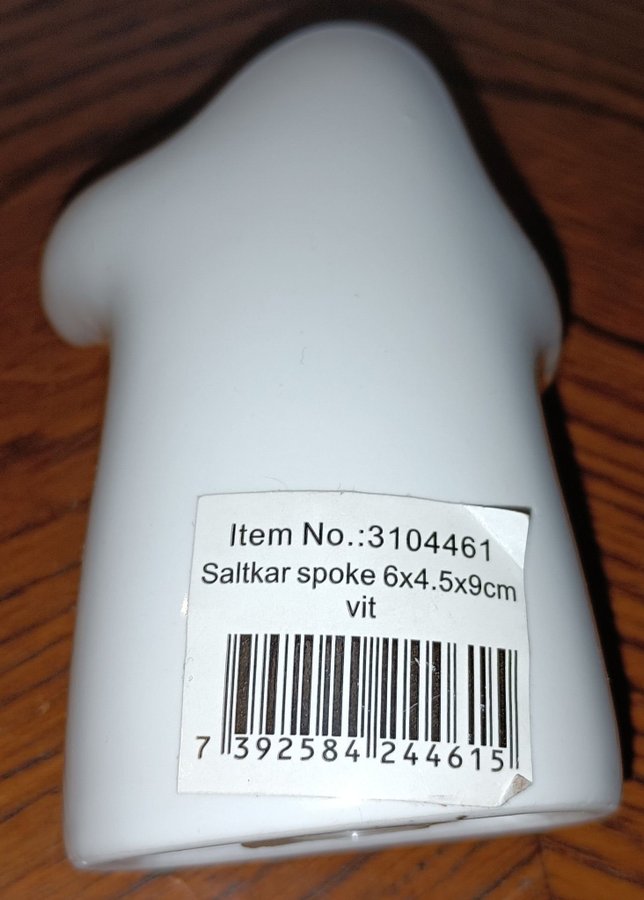 Item No.:3104461
Saltkar spoke 6x4.5x9cm
vit
7 392584 244615